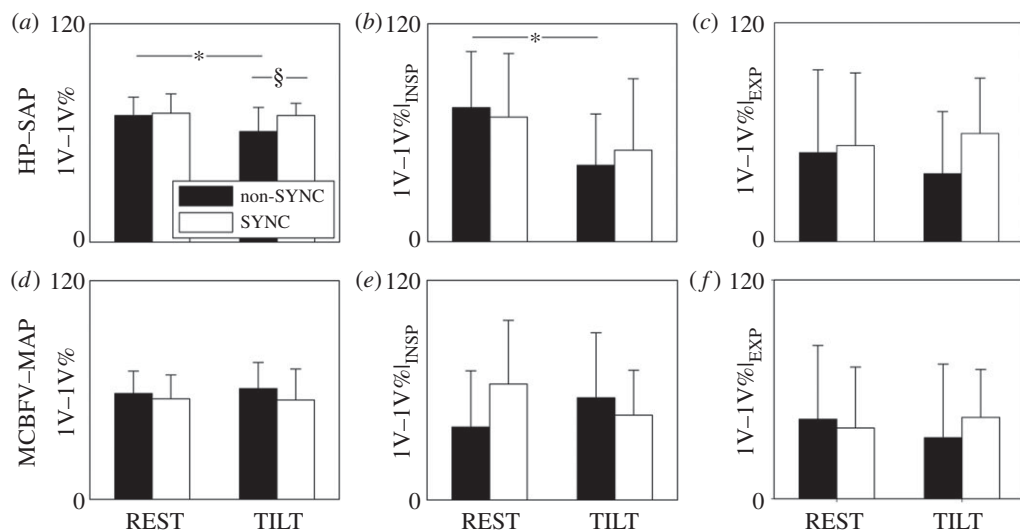 (a)
120
*
§
HP–SAP
1V–1V%
non-SYNC
SYNC
0
(b)
120
*
1V–1V%|INSP
0
(c)
120
1V–1V%|EXP
0
(d)
120
MCBFV–MAP
1V–1V%
0
REST TILT
(e)
120
1V–1V%|INSP
0
REST TILT
(f)
120
1V–1V%|EXP
0
REST TILT